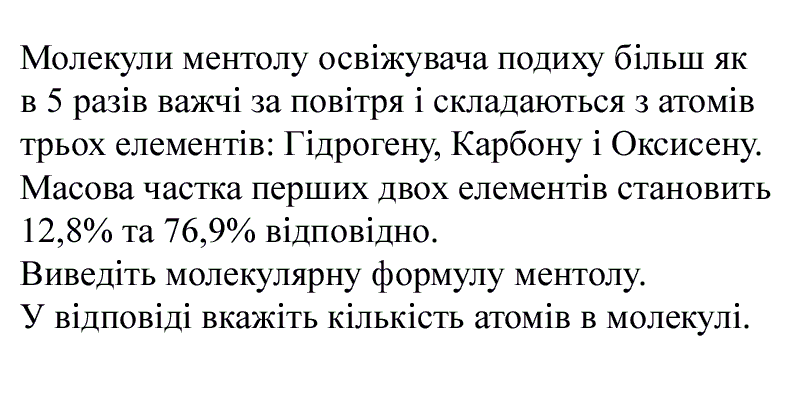 Молекули ментолу освіжувача подиху більш як
в 5 разів важчі за повітря і складаються з атомів
трьох елементів: Гідрогену, Карбону і Оксисену.
Масова частка перших двох елементів становить
12,8% та 76,9% відповідно.
Виведіть молекулярну формулу ментолу.
У відповіді вкажіть кількість атомів в молекулі.